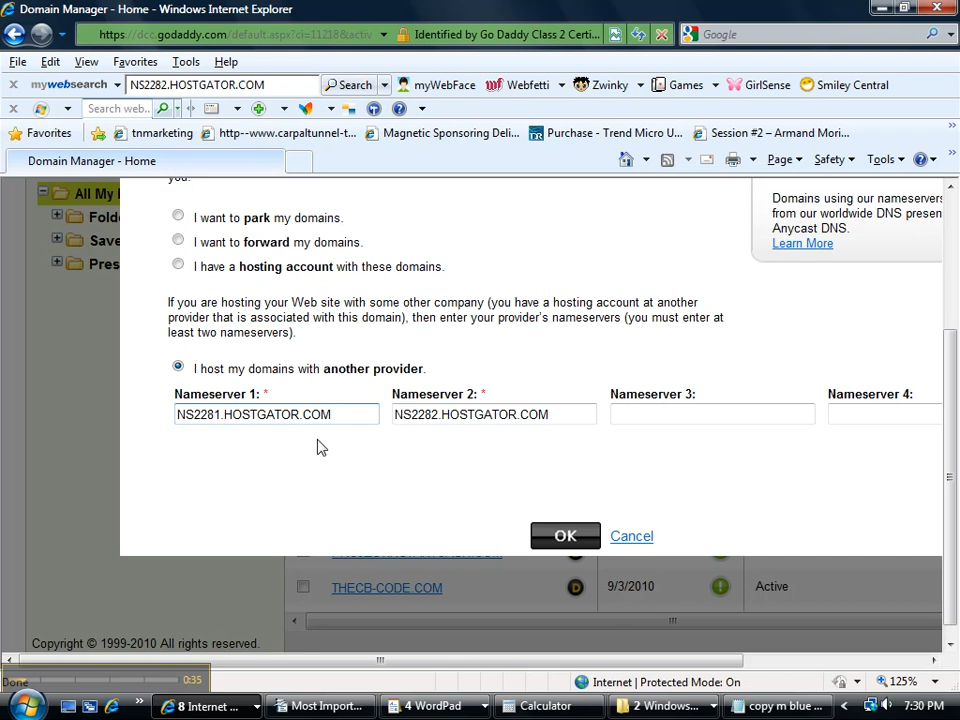 Domain Manager - Home - Windows Internet Explorer
https://dcc.godaddy.com/default.aspx?ci=11218&activ
Identified by Go Daddy Class 2 Certi...
Google
File Edit View Favorites Tools Help
mywebsearch NS2282.HOSTGATOR.COM Search myWebFace Webfetti Zwinky Games GirlSense Smiley Central
Search web...
Favorites tnmarketing http--www.carpaltunnel-t... Magnetic Sponsoring Deli... Purchase - Trend Micro U... Session #2 – Armand Mori...
Domain Manager - Home
Page Safety Tools
All My
Folde
Save
Pres
you.
I want to park my domains.
I want to forward my domains.
I have a hosting account with these domains.
Domains using our nameservers
from our worldwide DNS presen
Anycast DNS.
Learn More
If you are hosting your Web site with some other company (you have a hosting account at another
provider that is associated with this domain), then enter your provider's nameservers (you must enter at
least two nameservers).
I host my domains with another provider.
Nameserver 1: * Nameserver 2: * Nameserver 3: Nameserver 4:
NS2281.HOSTGATOR.COM NS2282.HOSTGATOR.COM
OK Cancel
THECB-CODE.COM D 9/3/2010 Active
Copyright © 1999-2010 All rights reserved.
Done 0:35
Internet | Protected Mode: On 125%
8 Internet ... Most Import... 4 WordPad Calculator 2 Windows... copy m blue ... 7:30 PM